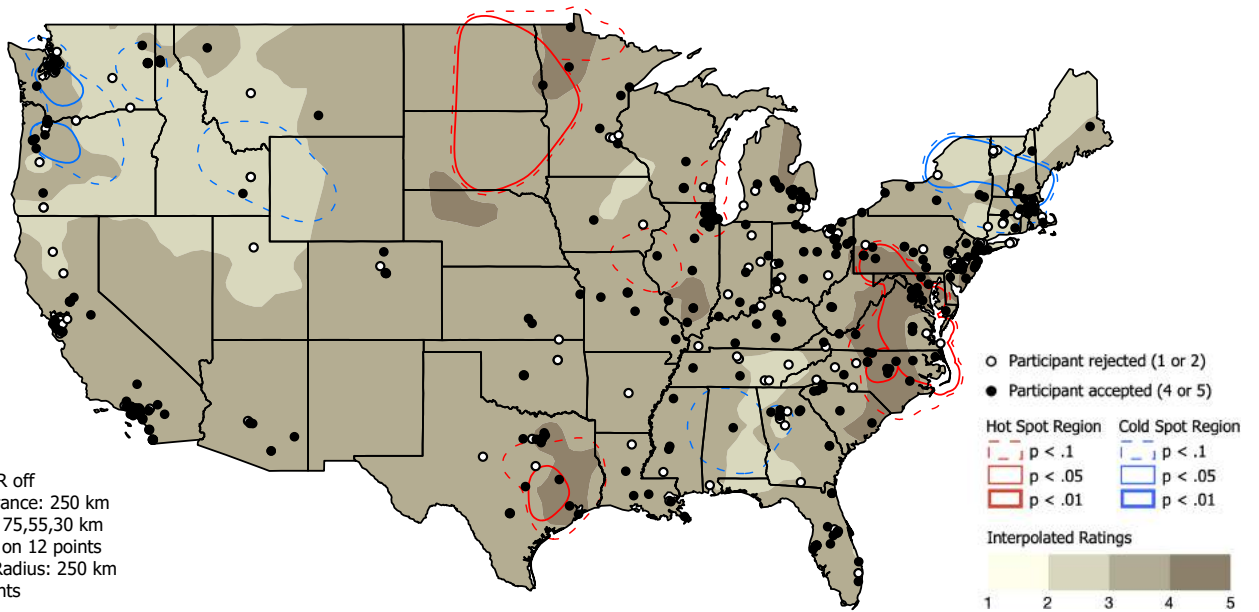 Participant rejected (1 or 2)
Participant accepted (4 or 5)
Hot Spot Region Cold Spot Region
p < .1 p < .1
p < .05 p < .05
p < .01 p < .01
Interpolated Ratings
1 2 3 4 5
R off
ance: 250 km
75,55,30 km
on 12 points
Radius: 250 km
nts